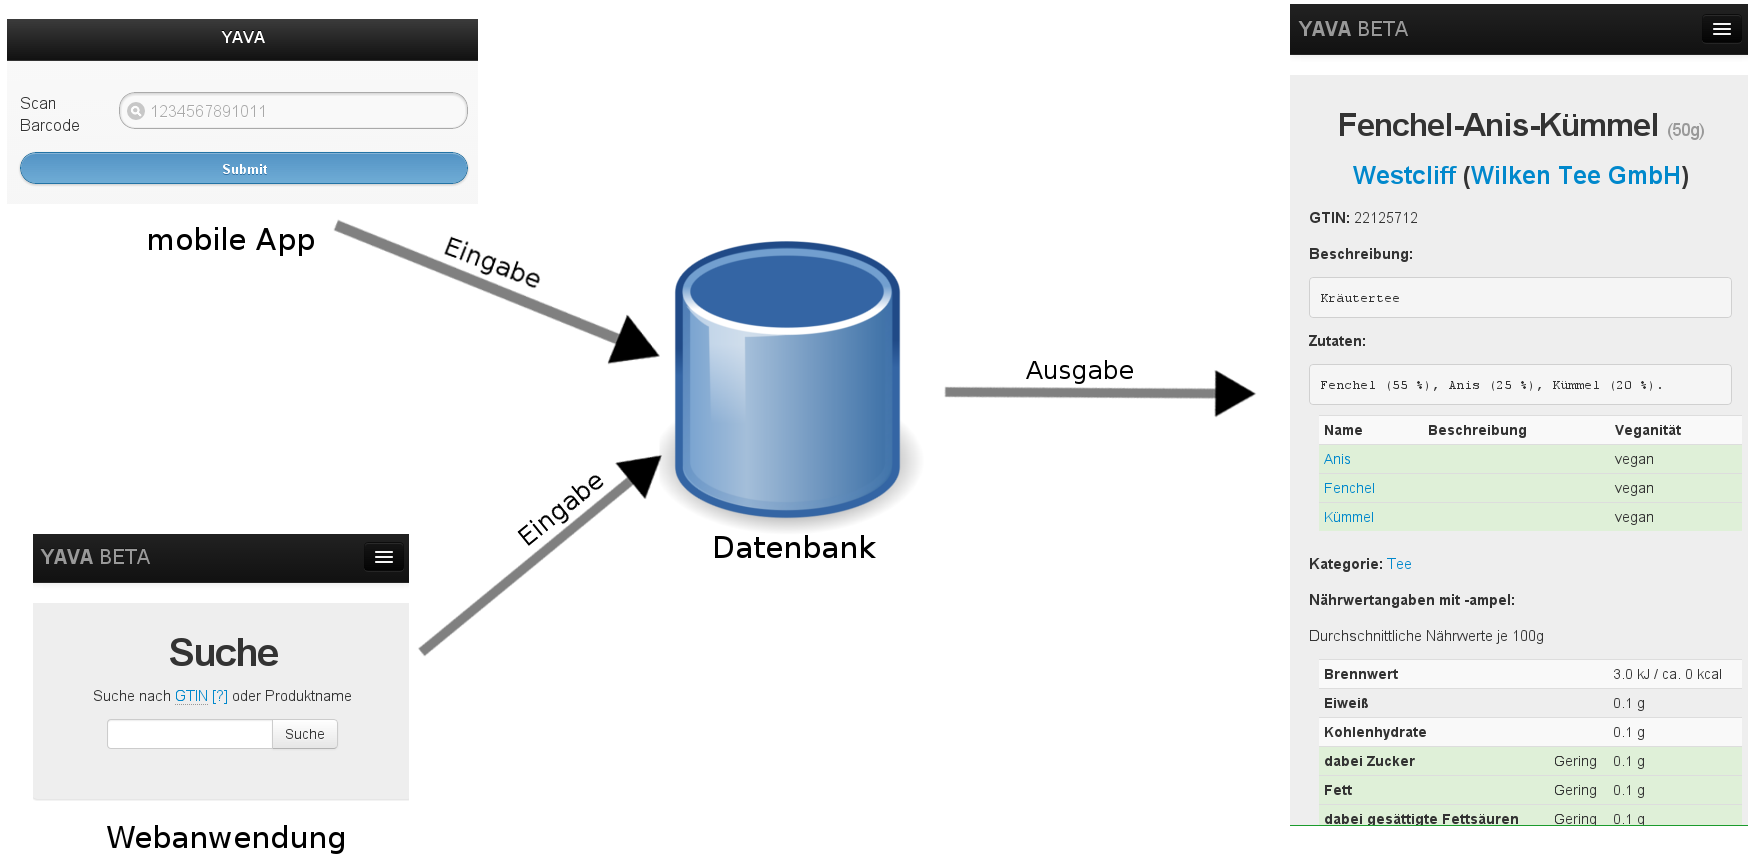 YAVA
Scan
Barcode
1234567891011
Submit
mobile App
Eingabe
YAVA BETA
Suche
Suche nach GTIN [?] oder Produktname
Suche
Webanwendung
Eingabe
Datenbank
Ausgabe
YAVA BETA
Fenchel-Anis-Kümmel (50g)
Westcliff (Wilken Tee GmbH)
GTIN: 22125712
Beschreibung:
Kräutertee
Zutaten:
Fenchel (55 %), Anis (25 %), Kümmel (20 %).
Name Beschreibung Veganität
Anis vegan
Fenchel vegan
Kümmel vegan
Kategorie: Tee
Nährwertangaben mit -ampel:
Durchschnittliche Nährwerte je 100g
Brennwert 3.0 kJ / ca. 0 kcal
Eiweiß 0.1 g
Kohlenhydrate 0.1 g
dabei Zucker Gering 0.1 g
Fett Gering 0.1 g
dabei gesättigte Fettsäuren Gering 0.1 g